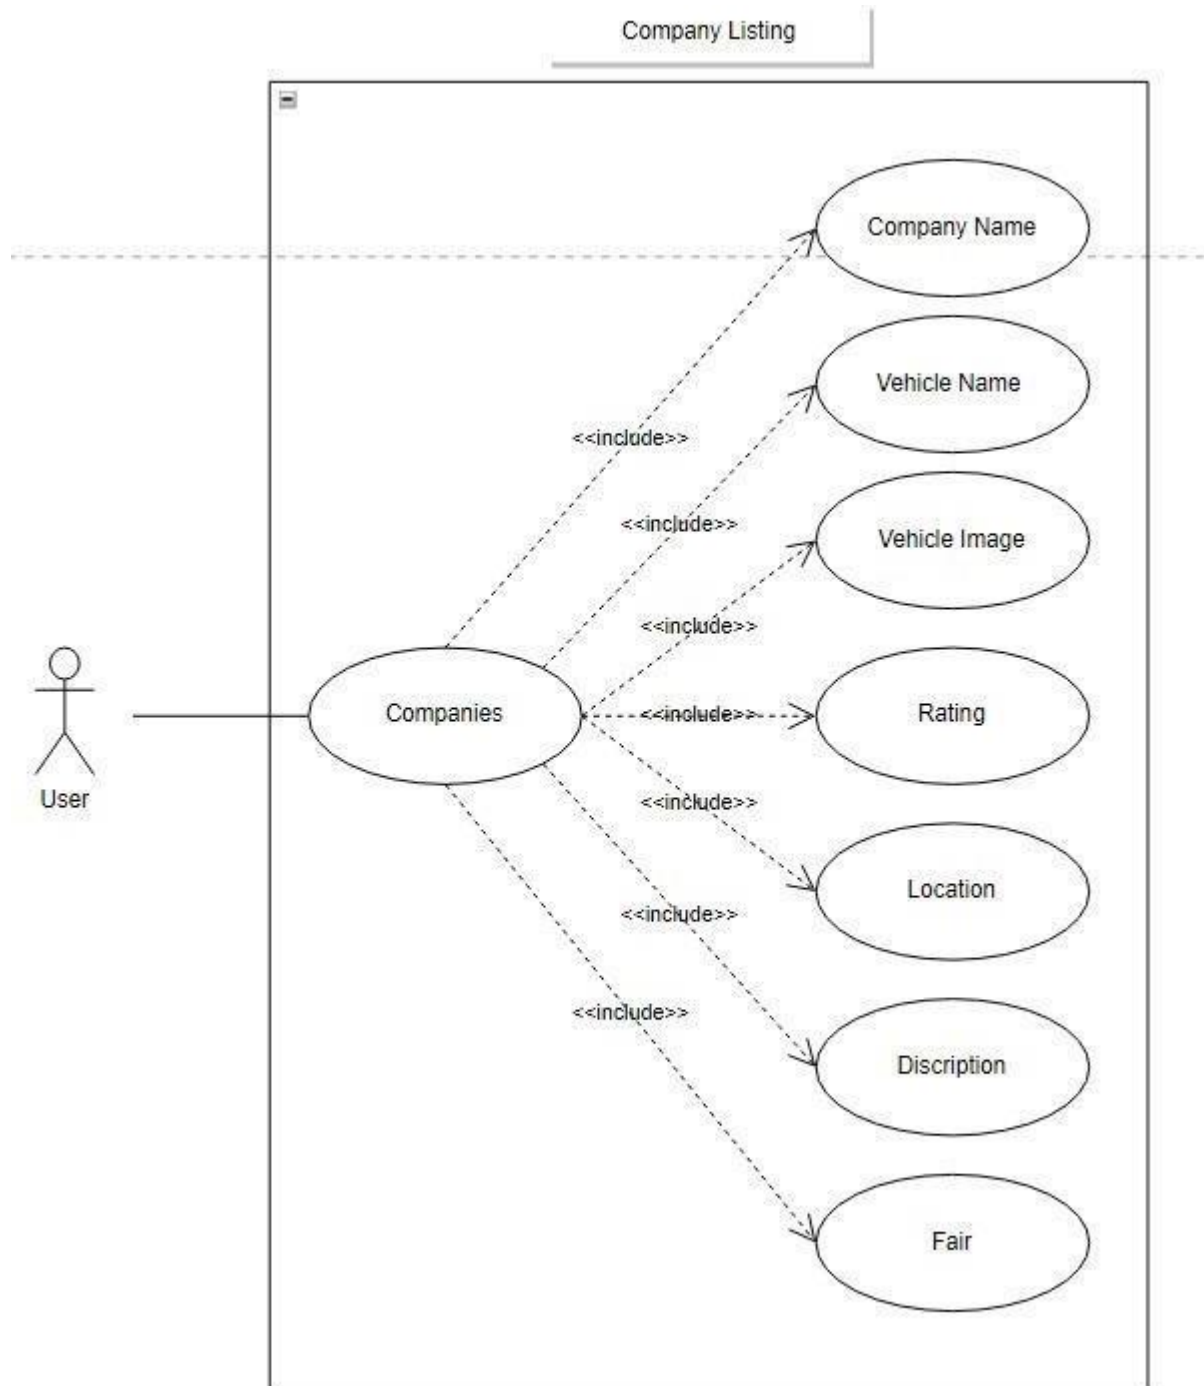 Company Listing
Company Name
Vehicle Name
<<include>>
<<include>>
Vehicle Image
<<include>>
Companies
<<include>>
Rating
User
<<include>>
Location
<<include>>
<<include>>
Discription
Fair